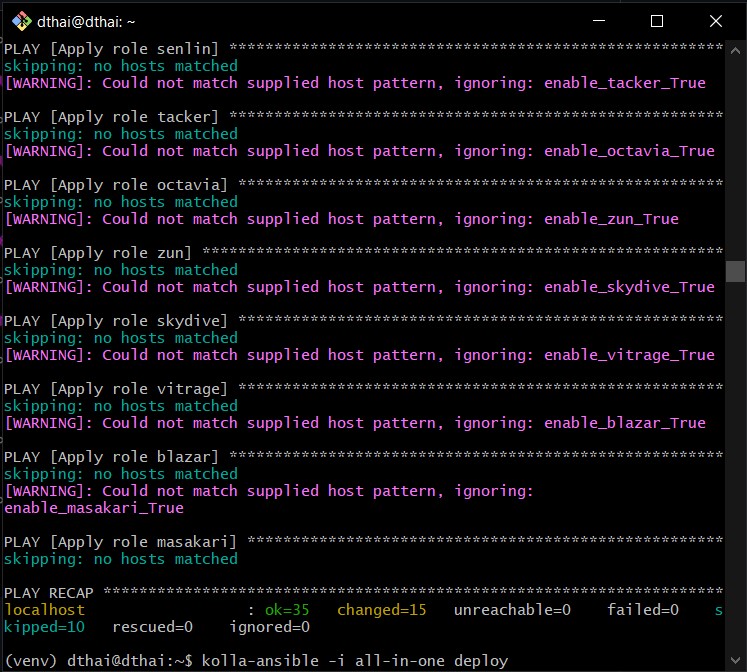 dthai@dthai: ~
PLAY [Apply role senlin] *******************************************************
skipping: no hosts matched
[WARNING]: Could not match supplied host pattern, ignoring: enable_tacker_True
PLAY [Apply role tacker] *******************************************************
skipping: no hosts matched
[WARNING]: Could not match supplied host pattern, ignoring: enable_octavia_True
PLAY [Apply role octavia] ******************************************************
skipping: no hosts matched
[WARNING]: Could not match supplied host pattern, ignoring: enable_zun_True
PLAY [Apply role zun] **********************************************************
skipping: no hosts matched
[WARNING]: Could not match supplied host pattern, ignoring: enable_skydive_True
PLAY [Apply role skydive] ******************************************************
skipping: no hosts matched
[WARNING]: Could not match supplied host pattern, ignoring: enable_vitrage_True
PLAY [Apply role vitrage] ******************************************************
skipping: no hosts matched
[WARNING]: Could not match supplied host pattern, ignoring: enable_blazar_True
PLAY [Apply role blazar] *******************************************************
skipping: no hosts matched
[WARNING]: Could not match supplied host pattern, ignoring:
enable_masakari_True
PLAY [Apply role masakari] *****************************************************
skipping: no hosts matched
PLAY RECAP *********************************************************************
localhost                  : ok=35   changed=15   unreachable=0    failed=0    s
kipped=10   rescued=0    ignored=0
(venv) dthai@dthai:~$ kolla-ansible -i all-in-one deploy